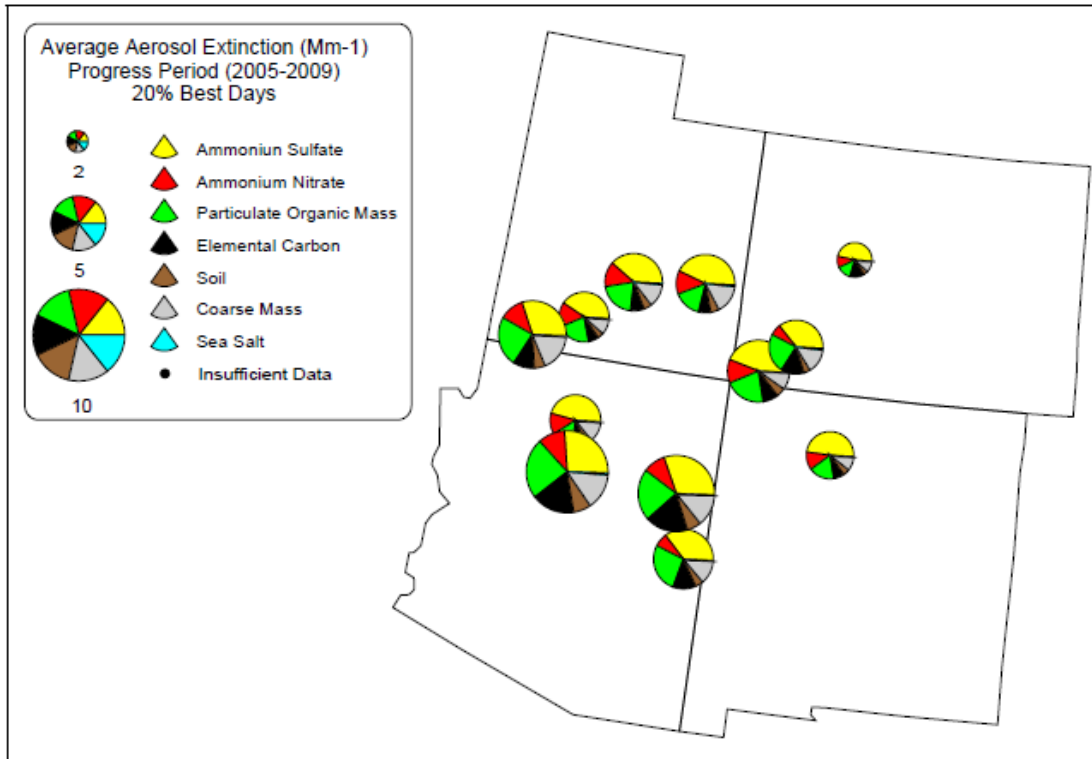 Average Aerosol Extinction (Mm-1)
Progress Period (2005-2009)
20% Best Days
2
5
10
Ammoniun Sulfate
Ammonium Nitrate
Particulate Organic Mass
Elemental Carbon
Soil
Coarse Mass
Sea Salt
Insufficient Data